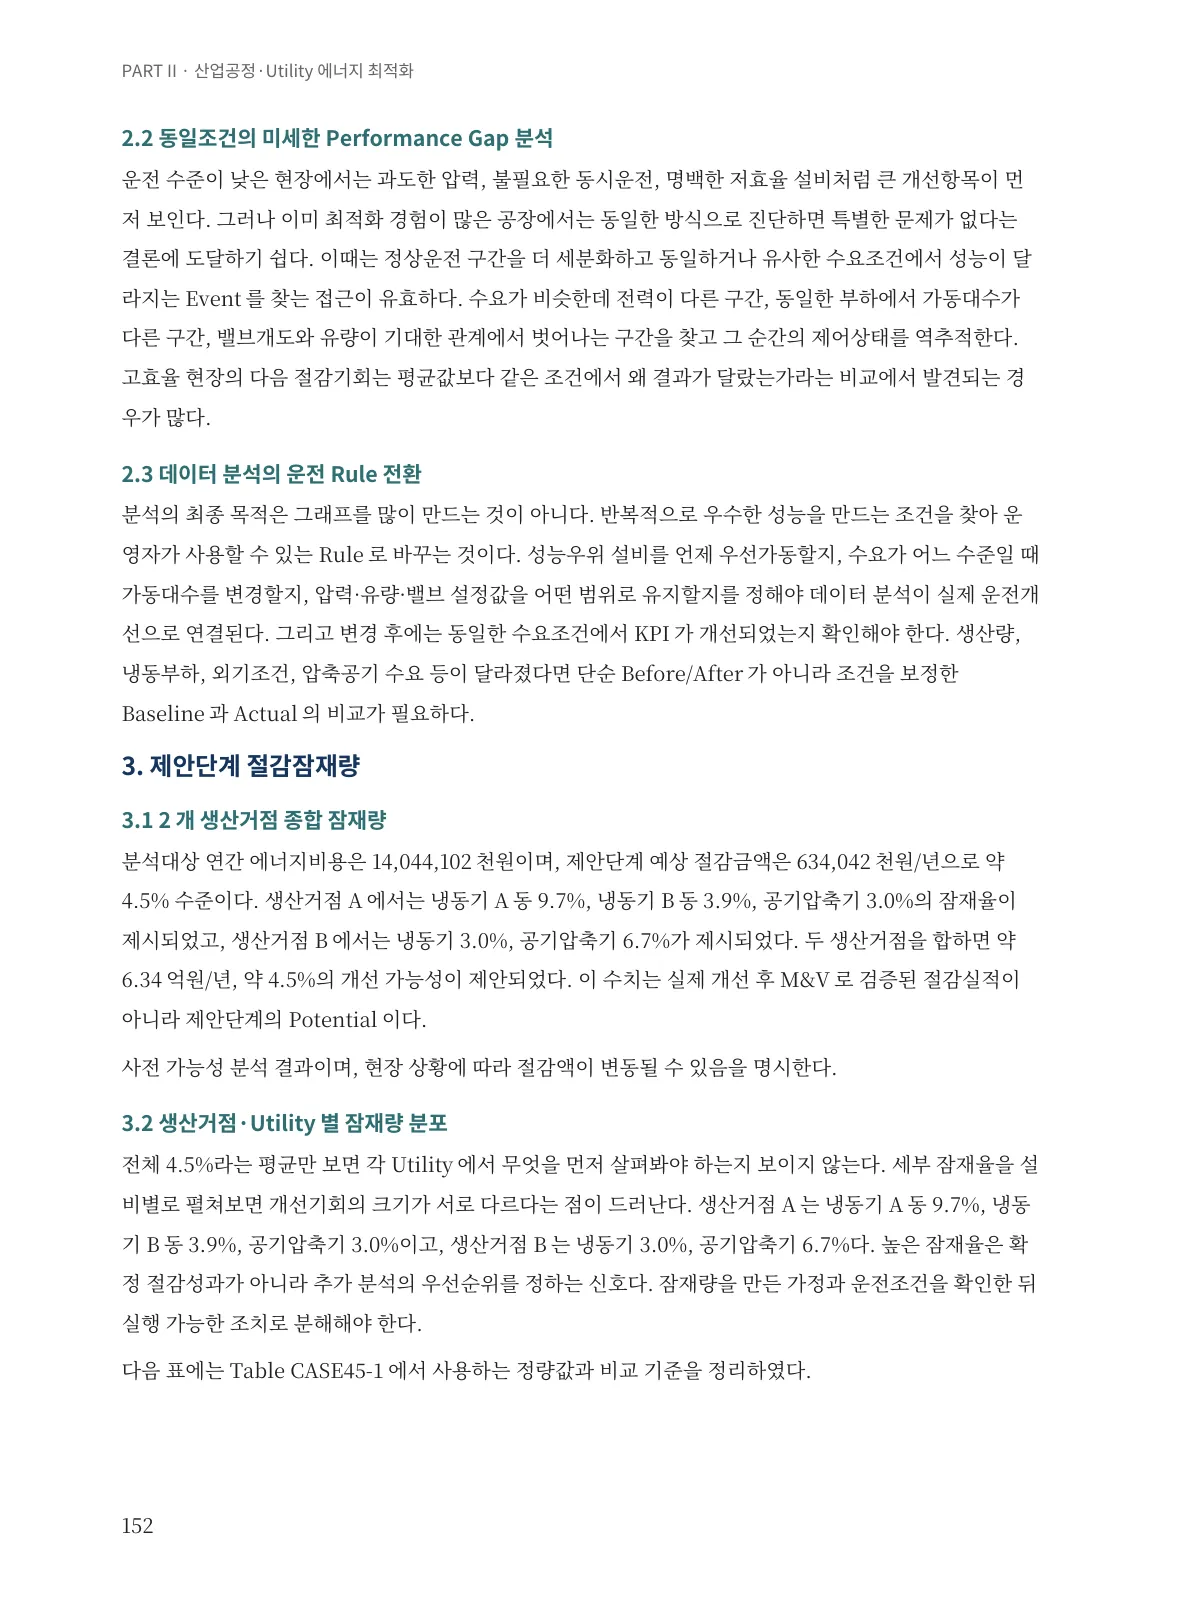 PART II · 산업공정·Utility 에너지 최적화
2.2 동일조건의 미세한 Performance Gap 분석
운전 수준이 낮은 현장에서는 과도한 압력, 불필요한 동시운전, 명백한 저효율 설비처럼 큰 개선항목이 먼
저 보인다. 그러나 이미 최적화 경험이 많은 공장에서는 동일한 방식으로 진단하면 특별한 문제가 없다는
결론에 도달하기 쉽다. 이때는 정상운전 구간을 더 세분화하고 동일하거나 유사한 수요조건에서 성능이 달
라지는 Event 를 찾는 접근이 유효하다. 수요가 비슷한데 전력이 다른 구간, 동일한 부하에서 가동대수가
다른 구간, 밸브개도와 유량이 기대한 관계에서 벗어나는 구간을 찾고 그 순간의 제어상태를 역추적한다.
고효율 현장의 다음 절감기회는 평균값보다 같은 조건에서 왜 결과가 달랐는가라는 비교에서 발견되는 경
우가 많다.
2.3 데이터 분석의 운전 Rule 전환
분석의 최종 목적은 그래프를 많이 만드는 것이 아니다. 반복적으로 우수한 성능을 만드는 조건을 찾아 운
영자가 사용할 수 있는 Rule 로 바꾸는 것이다. 성능우위 설비를 언제 우선가동할지, 수요가 어느 수준일 때
가동대수를 변경할지, 압력·유량·밸브 설정값을 어떤 범위로 유지할지를 정해야 데이터 분석이 실제 운전개
선으로 연결된다. 그리고 변경 후에는 동일한 수요조건에서 KPI 가 개선되었는지 확인해야 한다. 생산량,
냉동부하, 외기조건, 압축공기 수요 등이 달라졌다면 단순 Before/After 가 아니라 조건을 보정한
Baseline 과 Actual 의 비교가 필요하다.
3. 제안단계 절감잠재량
3.1 2 개 생산거점 종합 잠재량
분석대상 연간 에너지비용은 14,044,102 천원이며, 제안단계 예상 절감금액은 634,042 천원/년으로 약
4.5% 수준이다. 생산거점 A 에서는 냉동기 A 동 9.7%, 냉동기 B 동 3.9%, 공기압축기 3.0%의 잠재율이
제시되었고, 생산거점 B 에서는 냉동기 3.0%, 공기압축기 6.7%가 제시되었다. 두 생산거점을 합하면 약
6.34 억원/년, 약 4.5%의 개선 가능성이 제안되었다. 이 수치는 실제 개선 후 M&V 로 검증된 절감실적이
아니라 제안단계의 Potential 이다.
사전 가능성 분석 결과이며, 현장 상황에 따라 절감액이 변동될 수 있음을 명시한다.
3.2 생산거점·Utility 별 잠재량 분포
전체 4.5%라는 평균만 보면 각 Utility 에서 무엇을 먼저 살펴봐야 하는지 보이지 않는다. 세부 잠재율을 설
비별로 펼쳐보면 개선기회의 크기가 서로 다르다는 점이 드러난다. 생산거점 A 는 냉동기 A 동 9.7%, 냉동
기 B 동 3.9%, 공기압축기 3.0%이고, 생산거점 B 는 냉동기 3.0%, 공기압축기 6.7%다. 높은 잠재율은 확
정 절감성과가 아니라 추가 분석의 우선순위를 정하는 신호다. 잠재량을 만든 가정과 운전조건을 확인한 뒤
실행 가능한 조치로 분해해야 한다.
다음 표에는 Table CASE45-1 에서 사용하는 정량값과 비교 기준을 정리하였다.
152